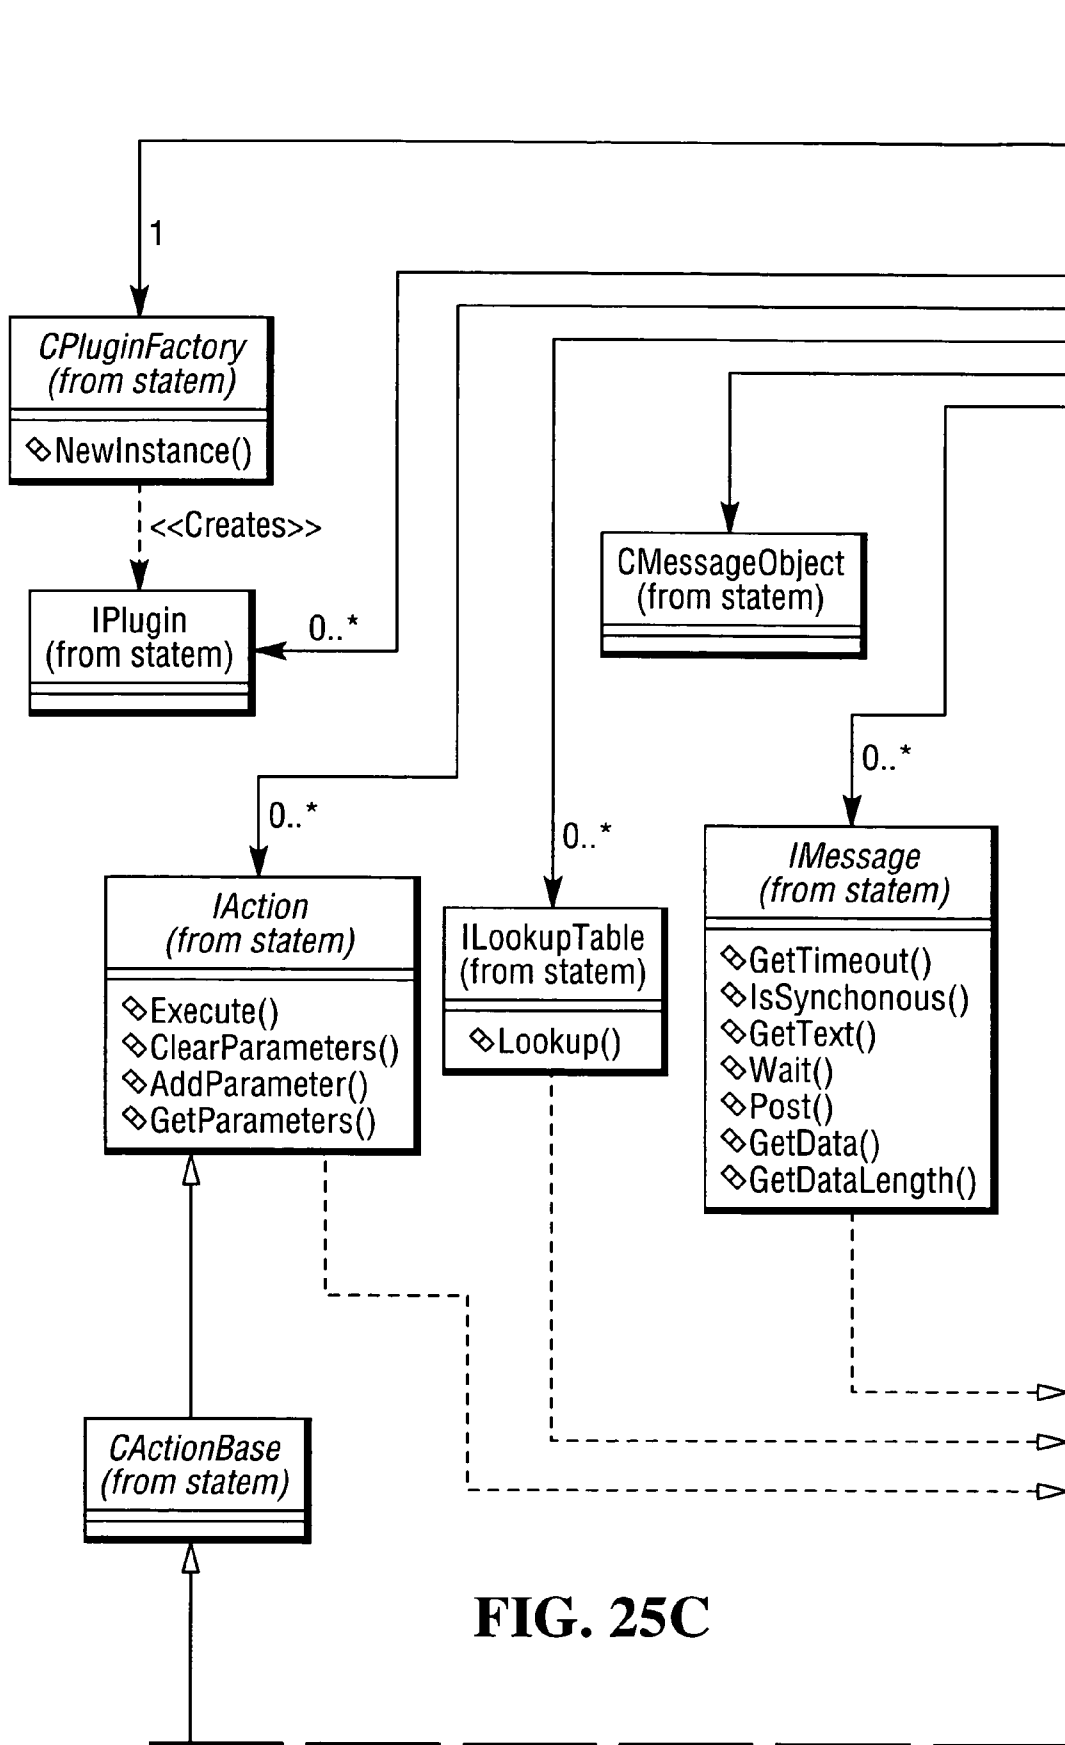 1
CPluginFactory
(from statem)
NewInstance()
<<Creates>>
IPlugin
(from statem)
0..*
CMessageObject
(from statem)
0..*
0..*
0..*
IAction
(from statem)
Execute()
ClearParameters()
AddParameter()
GetParameters()
ILookupTable
(from statem)
Lookup()
IMessage
(from statem)
GetTimeout()
IsSynchonous()
GetText()
Wait()
Post()
GetData()
GetDataLength()
CActionBase
(from statem)
FIG. 25C